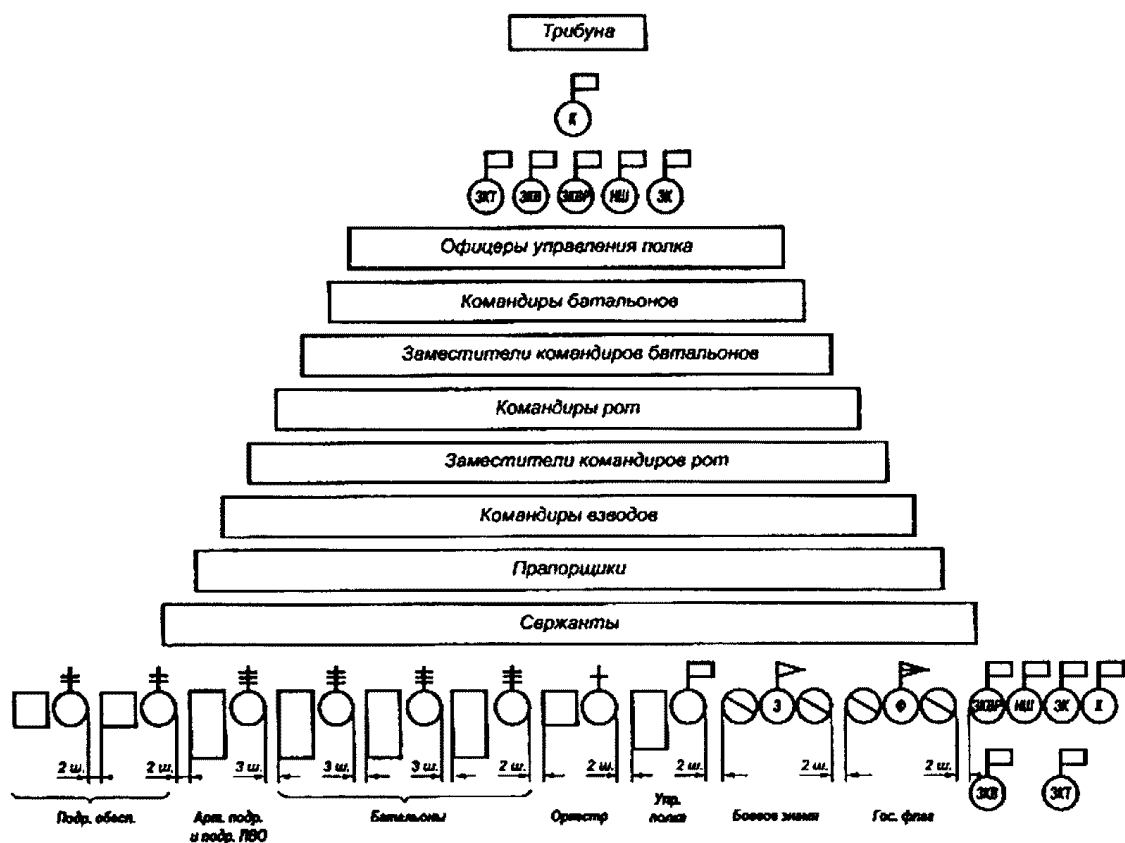 Трибуна
К
ЗКТ ЗКВ ЗКВР НШ ЗК
Офицеры управления полка
Командиры батальонов
Заместители командиров батальонов
Командиры рот
Заместители командиров рот
Командиры взводов
Прапорщики
Сержанты
З Ф ЗКВР НШ ЗК К
2 ш. 2 ш. 3 ш. 3 ш. 3 ш. 2 ш. 2 ш. 2 ш. 2 ш. 2 ш.
ЗКВ ЗКТ
Подр. обесп.
Арт. подр.
и подр. ПВО
Батальоны
Оркестр
Упр.
полка
Боевое знамя
Гос. флаг